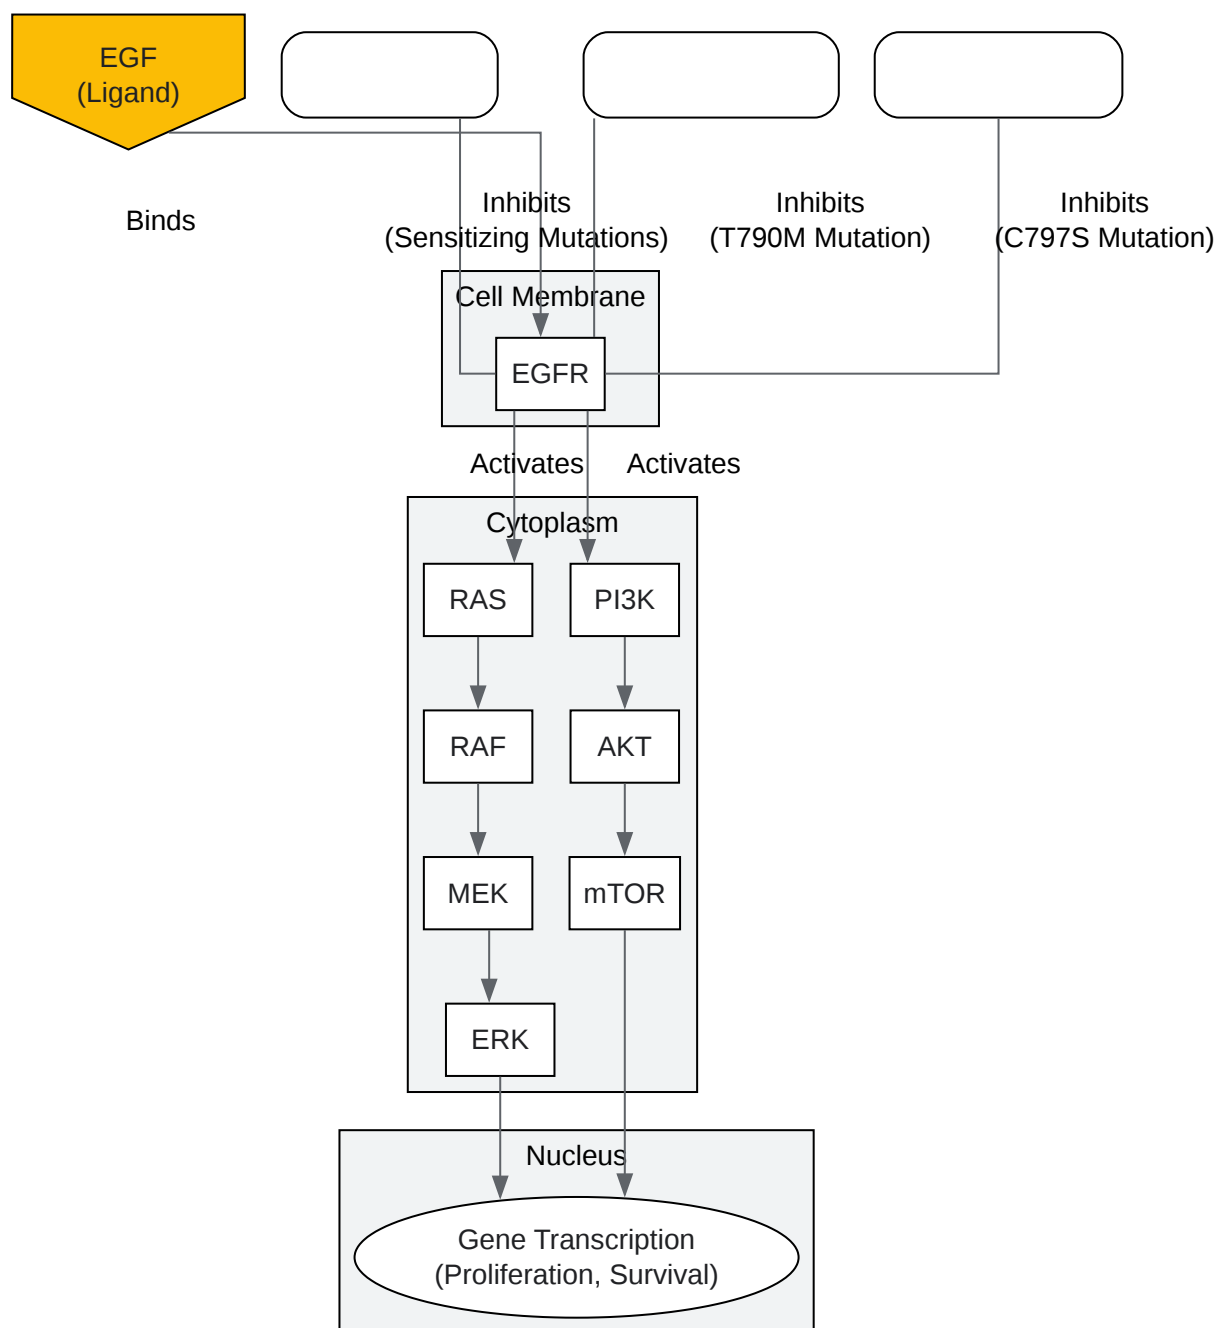 EGF
(Ligand)
Binds
Inhibits
(Sensitizing Mutations)
Inhibits
(T790M Mutation)
Inhibits
(C797S Mutation)
Cell Membrane
EGFR
Activates
Activates
Cytoplasm
RAS
PI3K
RAF
AKT
MEK
mTOR
ERK
Nucleus
Gene Transcription
(Proliferation, Survival)